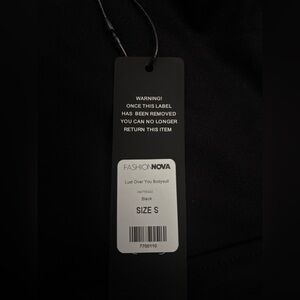 WARNING!
ONCE THIS LABEL
HAS BEEN REMOVED
YOU CAN NO LONGER
RETURN THIS ITEM
FASHIONNOVA
Lust Over You Bodysuit
Black
SIZE S